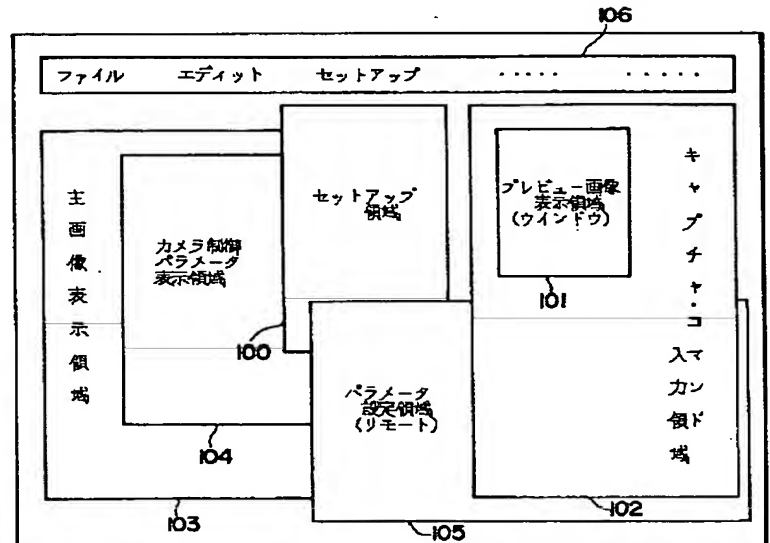 106
ファイル エディット セットアップ ..... .....
主画像表示領域
カメラ制御
パラメータ
表示領域
セットアップ
領域
プレビュー画像
表示領域
(ウインドウ)
キャプチャ・コマンド
入力領域
101
100
パラメータ
設定領域
(リモート)
104
103
105
102